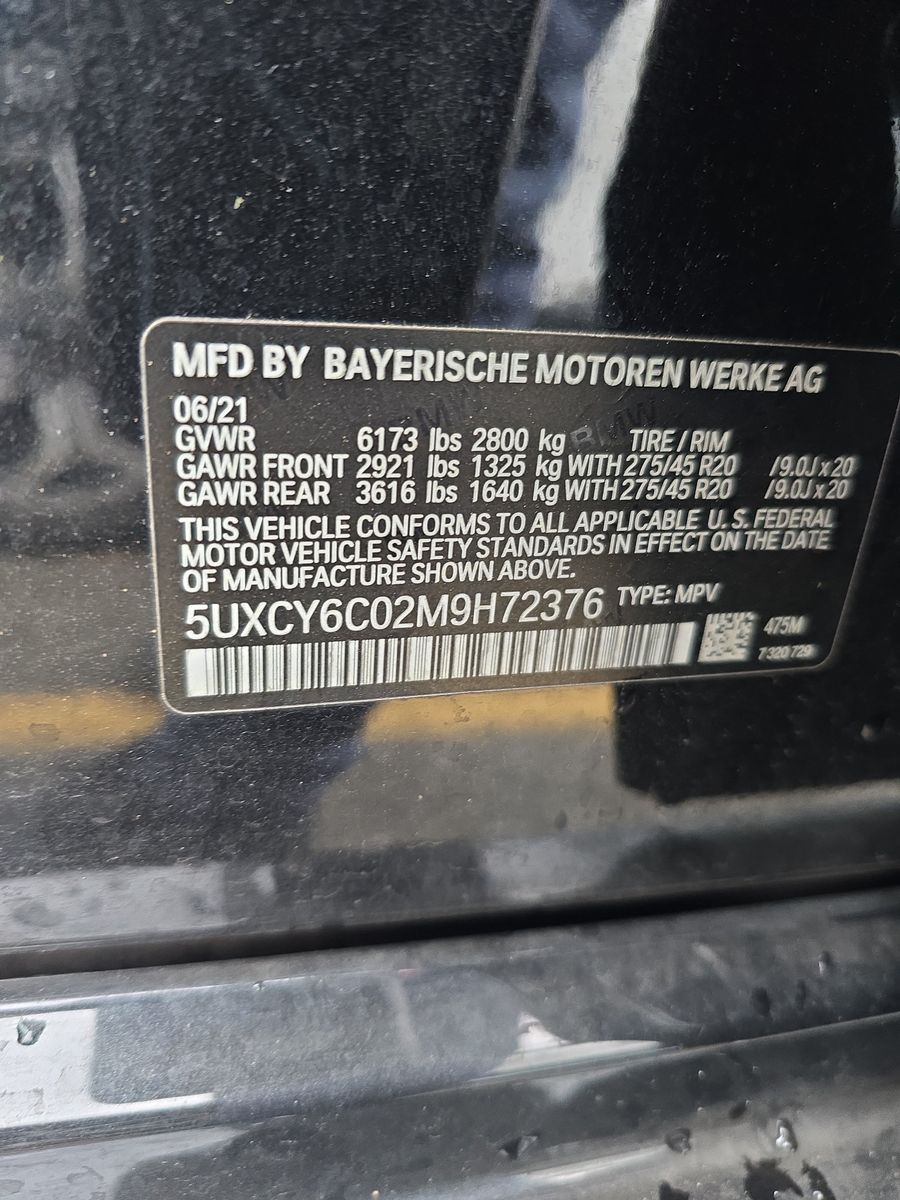 MFD BY BAYERISCHE MOTOREN WERKE AG
06/21
GVWR 6173 lbs 2800 kg TIRE / RIM
GAWR FRONT 2921 lbs 1325 kg WITH 275/45 R20 /9.0J x 20
GAWR REAR 3616 lbs 1640 kg WITH 275/45 R20 /9.0J x 20
THIS VEHICLE CONFORMS TO ALL APPLICABLE U. S. FEDERAL
MOTOR VEHICLE SAFETY STANDARDS IN EFFECT ON THE DATE
OF MANUFACTURE SHOWN ABOVE.
5UXCY6C02M9H72376 TYPE: MPV
475M
7 320 729
BMW
BMW